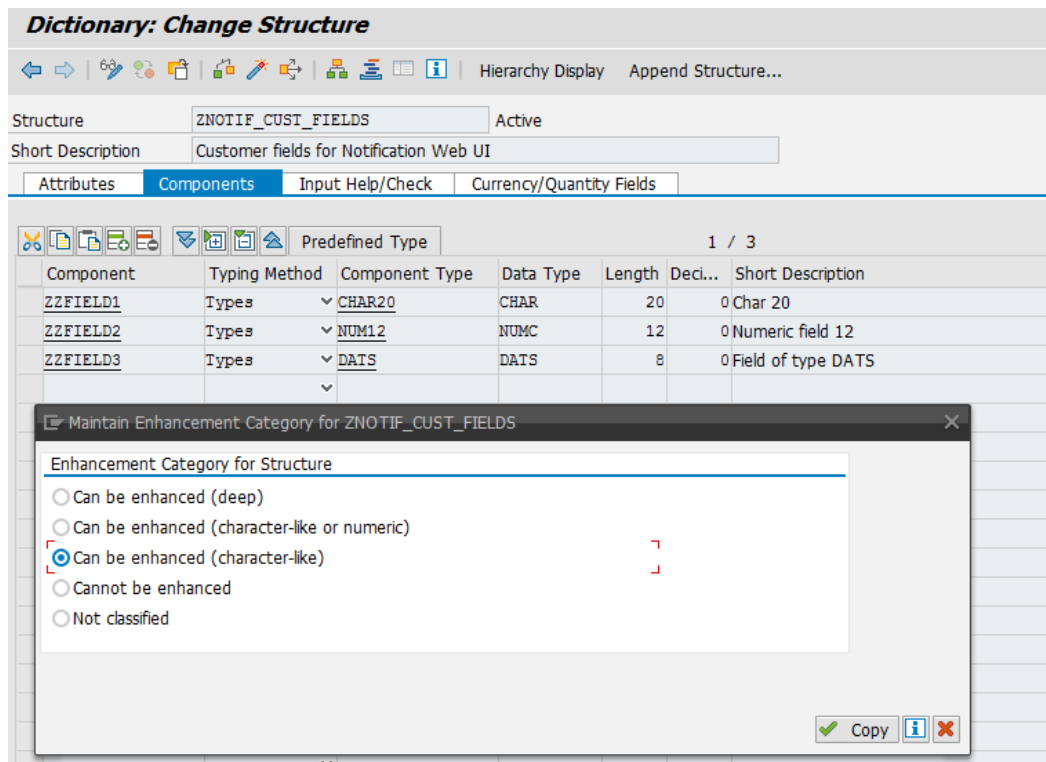 Dictionary: Change Structure
Hierarchy Display Append Structure...
Structure ZNOTIF_CUST_FIELDS Active
Short Description Customer fields for Notification Web UI
Attributes Components Input Help/Check Currency/Quantity Fields
Predefined Type 1 / 3
Component Typing Method Component Type Data Type Length Deci... Short Description
ZZFIELD1 Types CHAR20 CHAR 20 0 Char 20
ZZFIELD2 Types NUM12 NUMC 12 0 Numeric field 12
ZZFIELD3 Types DATS DATS 8 0 Field of type DATS
Maintain Enhancement Category for ZNOTIF_CUST_FIELDS
Enhancement Category for Structure
Can be enhanced (deep)
Can be enhanced (character-like or numeric)
Can be enhanced (character-like)
Cannot be enhanced
Not classified
Copy